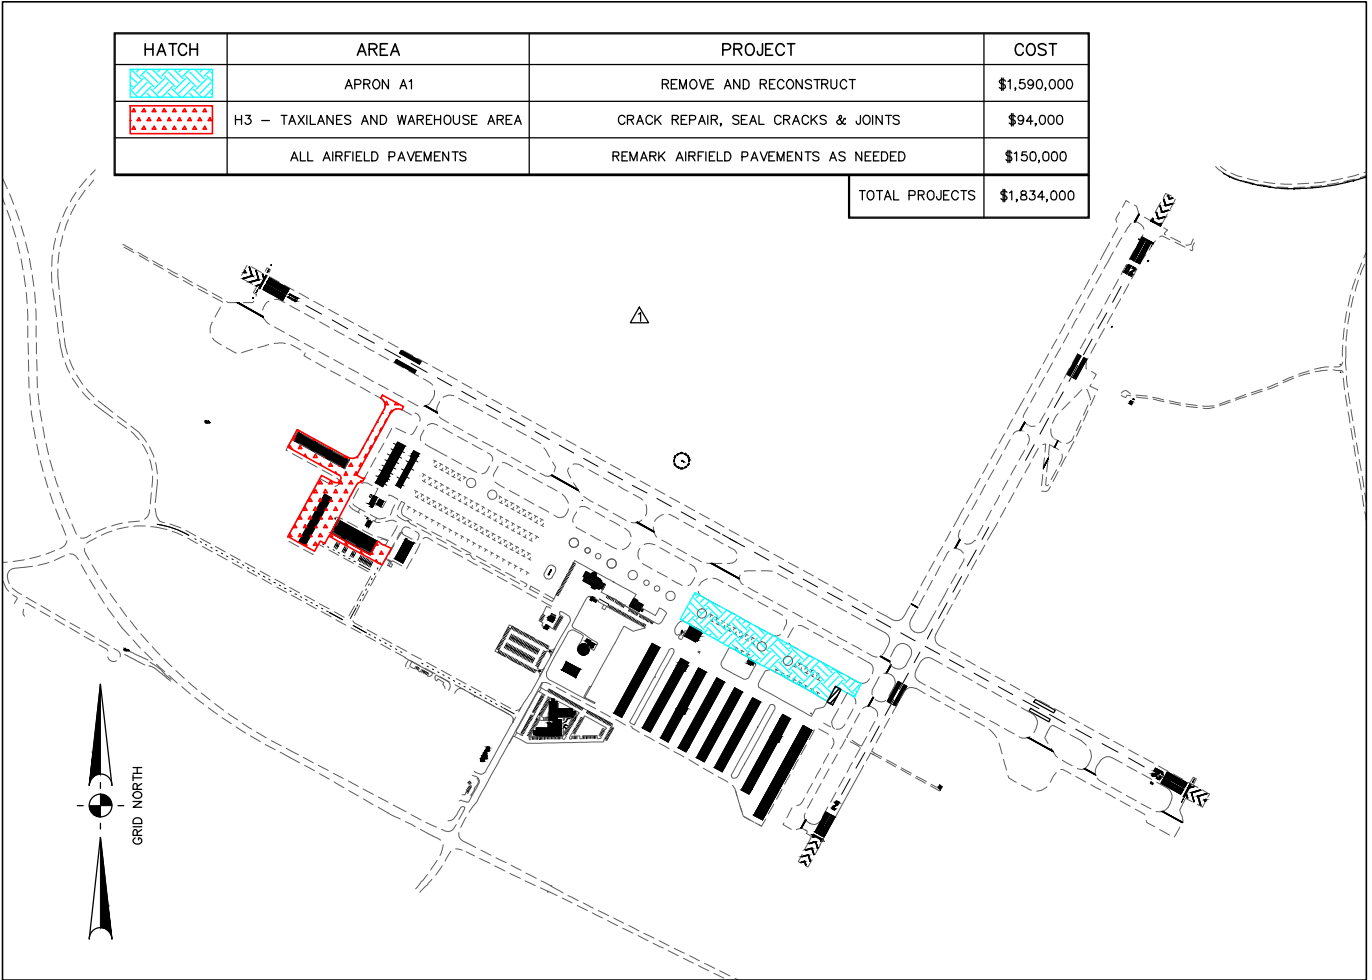 HATCH AREA PROJECT COST
APRON A1 REMOVE AND RECONSTRUCT $1,590,000
H3 – TAXILANES AND WAREHOUSE AREA CRACK REPAIR, SEAL CRACKS & JOINTS $94,000
ALL AIRFIELD PAVEMENTS REMARK AIRFIELD PAVEMENTS AS NEEDED $150,000
TOTAL PROJECTS $1,834,000
1
GRID NORTH